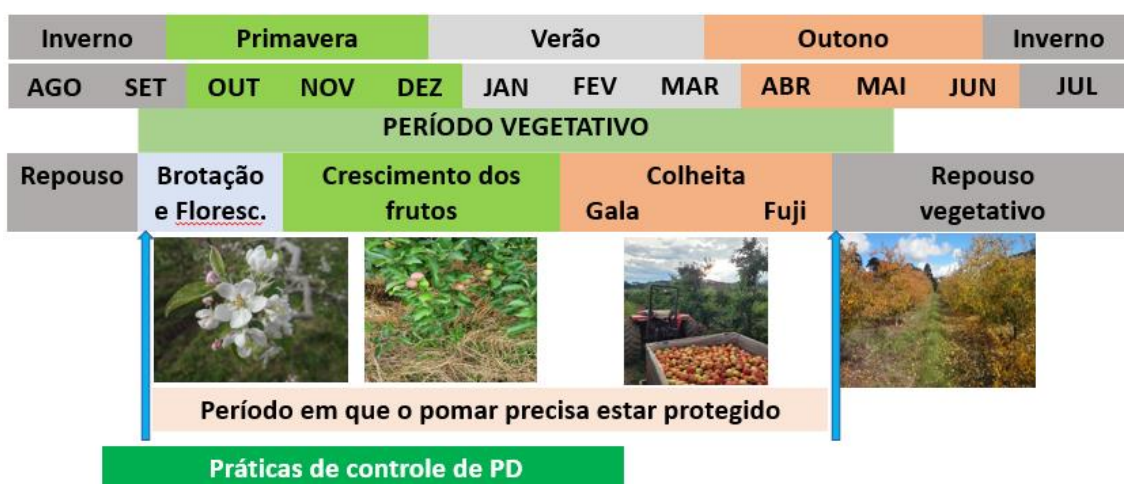 Inverno Primavera Verão Outono Inverno
AGO SET OUT NOV DEZ JAN FEV MAR ABR MAI JUN JUL
PERÍODO VEGETATIVO
Repouso Brotação Crescimento dos Colheita Repouso
e Floresc. frutos Gala Fuji vegetativo
Período em que o pomar precisa estar protegido
Práticas de controle de PD